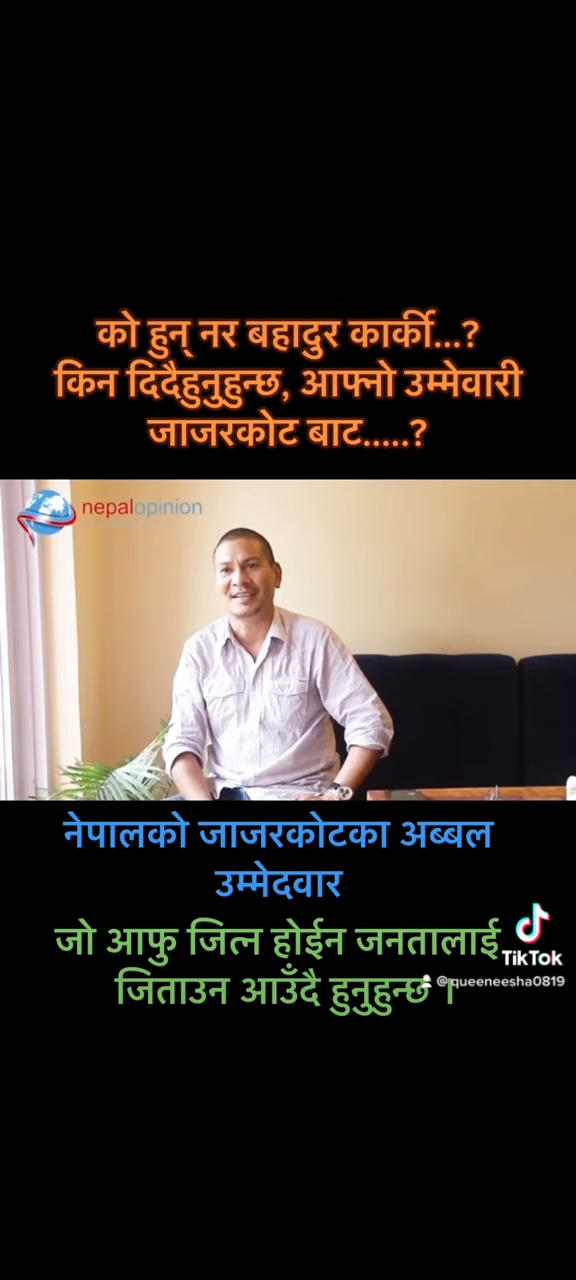 को हुन् नर बहादुर कार्की...?
किन दिदैहुनुहुन्छ, आफ्नो उम्मेवारी
जाजरकोट बाट.....?
nepalopinion
नेपालको जाजरकोटका अब्बल
उम्मेदवार
जो आफु जित्न होईन जनतालाई
जिताउन आउँदै हुनुहुन्छ ।
TikTok
@queeneesha0819